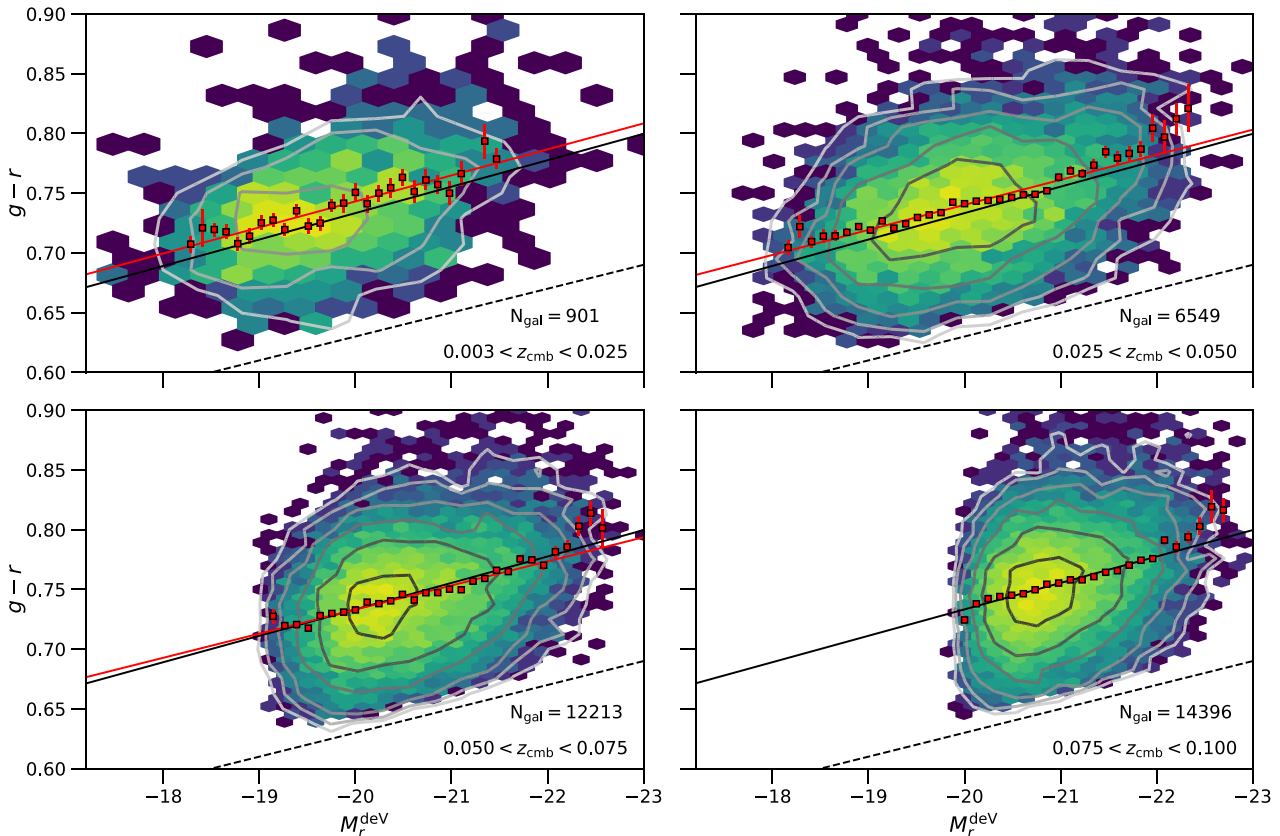 0.90
0.85
0.80
0.75
0.70
0.65
0.60
g − r
N_gal = 901
0.003 < z_cmb < 0.025
N_gal = 6549
0.025 < z_cmb < 0.050
0.90
0.85
0.80
0.75
0.70
0.65
0.60
g − r
N_gal = 12213
0.050 < z_cmb < 0.075
N_gal = 14396
0.075 < z_cmb < 0.100
−18 −19 −20 −21 −22 −23
−18 −19 −20 −21 −22 −23
M_r^deV
M_r^deV